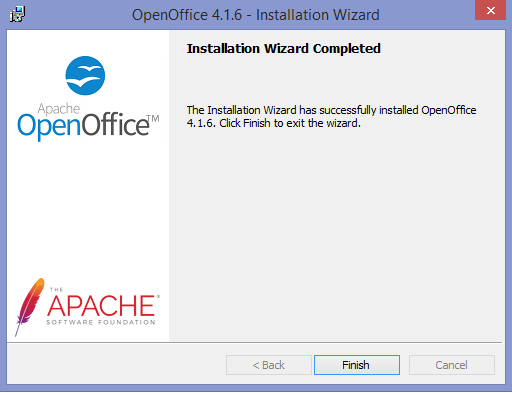 OpenOffice 4.1.6 - Installation Wizard
Installation Wizard Completed
The Installation Wizard has successfully installed OpenOffice
4.1.6. Click Finish to exit the wizard.
Apache
OpenOffice™
THE
APACHE®
SOFTWARE FOUNDATION
< Back
Finish
Cancel